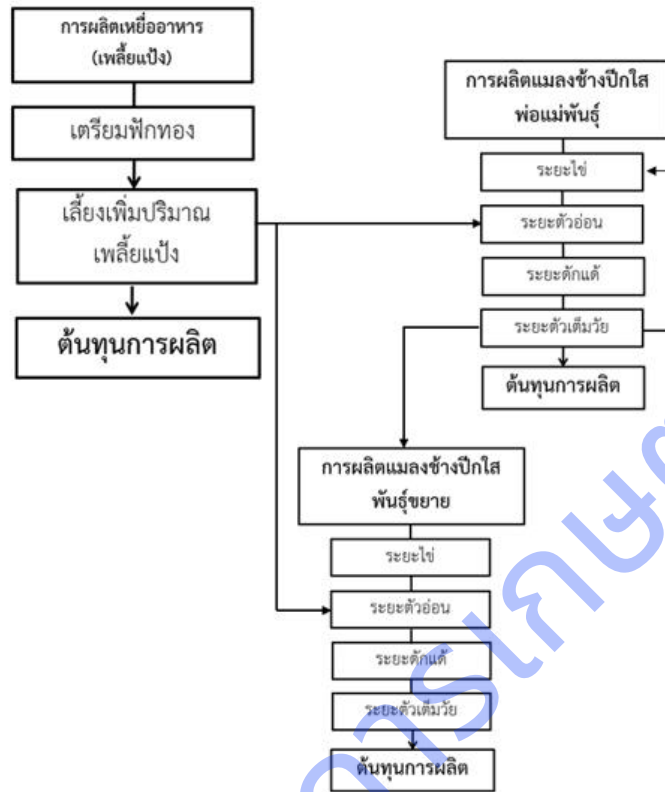 การผลิตเหยื่ออาหาร
(เพลี้ยแป้ง)
เตรียมฟักทอง
เลี้ยงเพิ่มปริมาณ
เพลี้ยแป้ง
ต้นทุนการผลิต
การผลิตแมลงช้างปีกใส
พ่อแม่พันธุ์
ระยะไข่
ระยะตัวอ่อน
ระยะดักแด้
ระยะตัวเต็มวัย
ต้นทุนการผลิต
การผลิตแมลงช้างปีกใส
พันธุ์ขยาย
ระยะไข่
ระยะตัวอ่อน
ระยะดักแด้
ระยะตัวเต็มวัย
ต้นทุนการผลิต
การเกษ